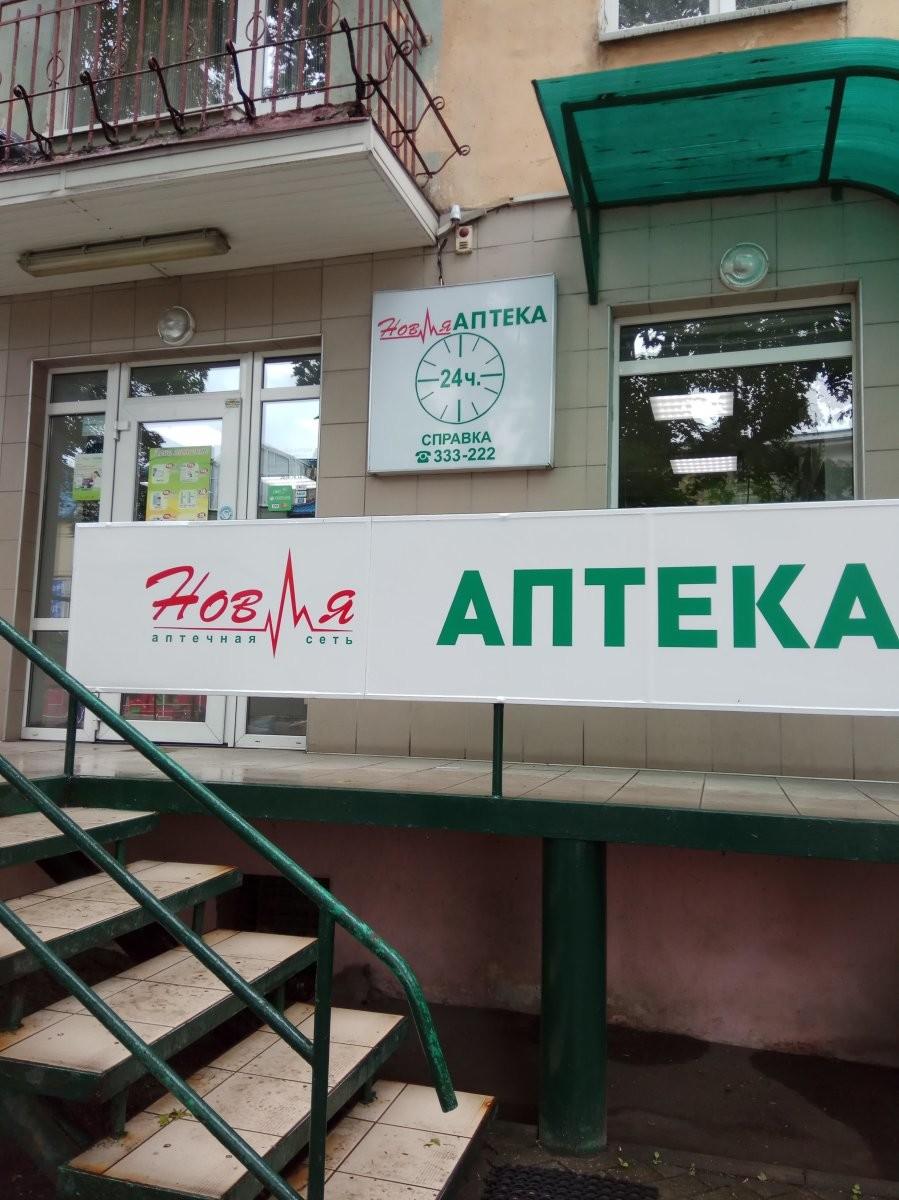 Новая АПТЕКА
24ч.
СПРАВКА
☎333-222
Новая
аптечная сеть
АПТЕКА